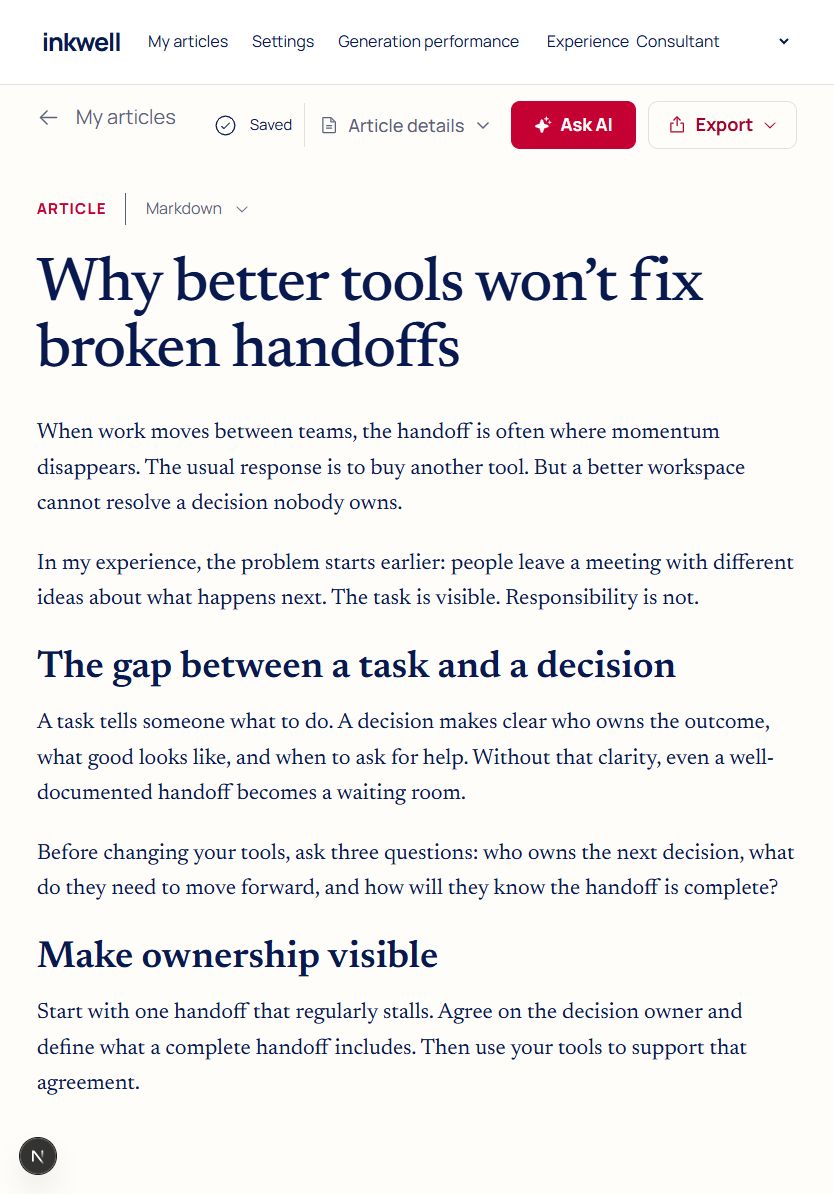 inkwell My articles Settings Generation performance Experience Consultant
My articles Saved Article details Ask AI Export
ARTICLE Markdown
Why better tools won’t fix
broken handoffs
When work moves between teams, the handoff is often where momentum
disappears. The usual response is to buy another tool. But a better workspace
cannot resolve a decision nobody owns.
In my experience, the problem starts earlier: people leave a meeting with different
ideas about what happens next. The task is visible. Responsibility is not.
The gap between a task and a decision
A task tells someone what to do. A decision makes clear who owns the outcome,
what good looks like, and when to ask for help. Without that clarity, even a well-
documented handoff becomes a waiting room.
Before changing your tools, ask three questions: who owns the next decision, what
do they need to move forward, and how will they know the handoff is complete?
Make ownership visible
Start with one handoff that regularly stalls. Agree on the decision owner and
define what a complete handoff includes. Then use your tools to support that
agreement.
N